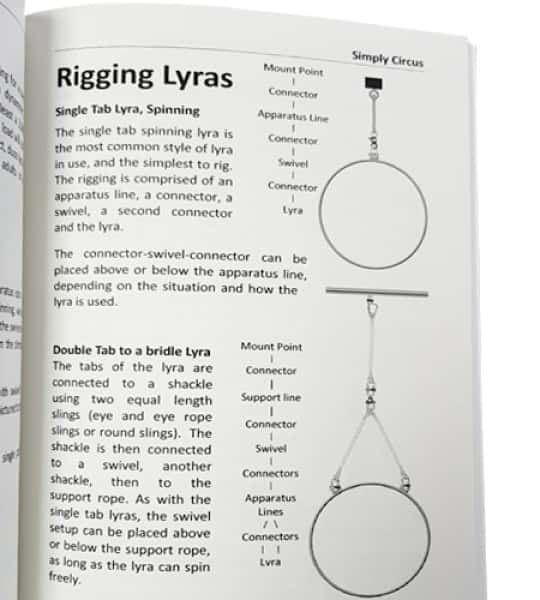 Simply Circus
Rigging Lyras
Single Tab Lyra, Spinning
The single tab spinning lyra is
the most common style of lyra
in use, and the simplest to rig.
The rigging is comprised of an
apparatus line, a connector, a
swivel, a second connector
and the lyra.
Mount Point
|
Connector
|
Apparatus Line
|
Connector
|
Swivel
|
Connector
|
Lyra
The connector-swivel-connector can be
placed above or below the apparatus line,
depending on the situation and how the
lyra is used.
Double Tab to a bridle Lyra
The tabs of the lyra are
connected to a shackle
using two equal length
slings (eye and eye rope
slings or round slings). The
shackle is then connected
to a swivel, another
shackle, then to the
support rope. As with the
single tab lyras, the swivel
setup can be placed above
or below the support rope,
as long as the lyra can spin
freely.
Mount Point
|
Connector
|
Support line
|
Connector
|
Swivel
|
Connectors
|
Apparatus
Lines
/ \
Connectors
| |
Lyra